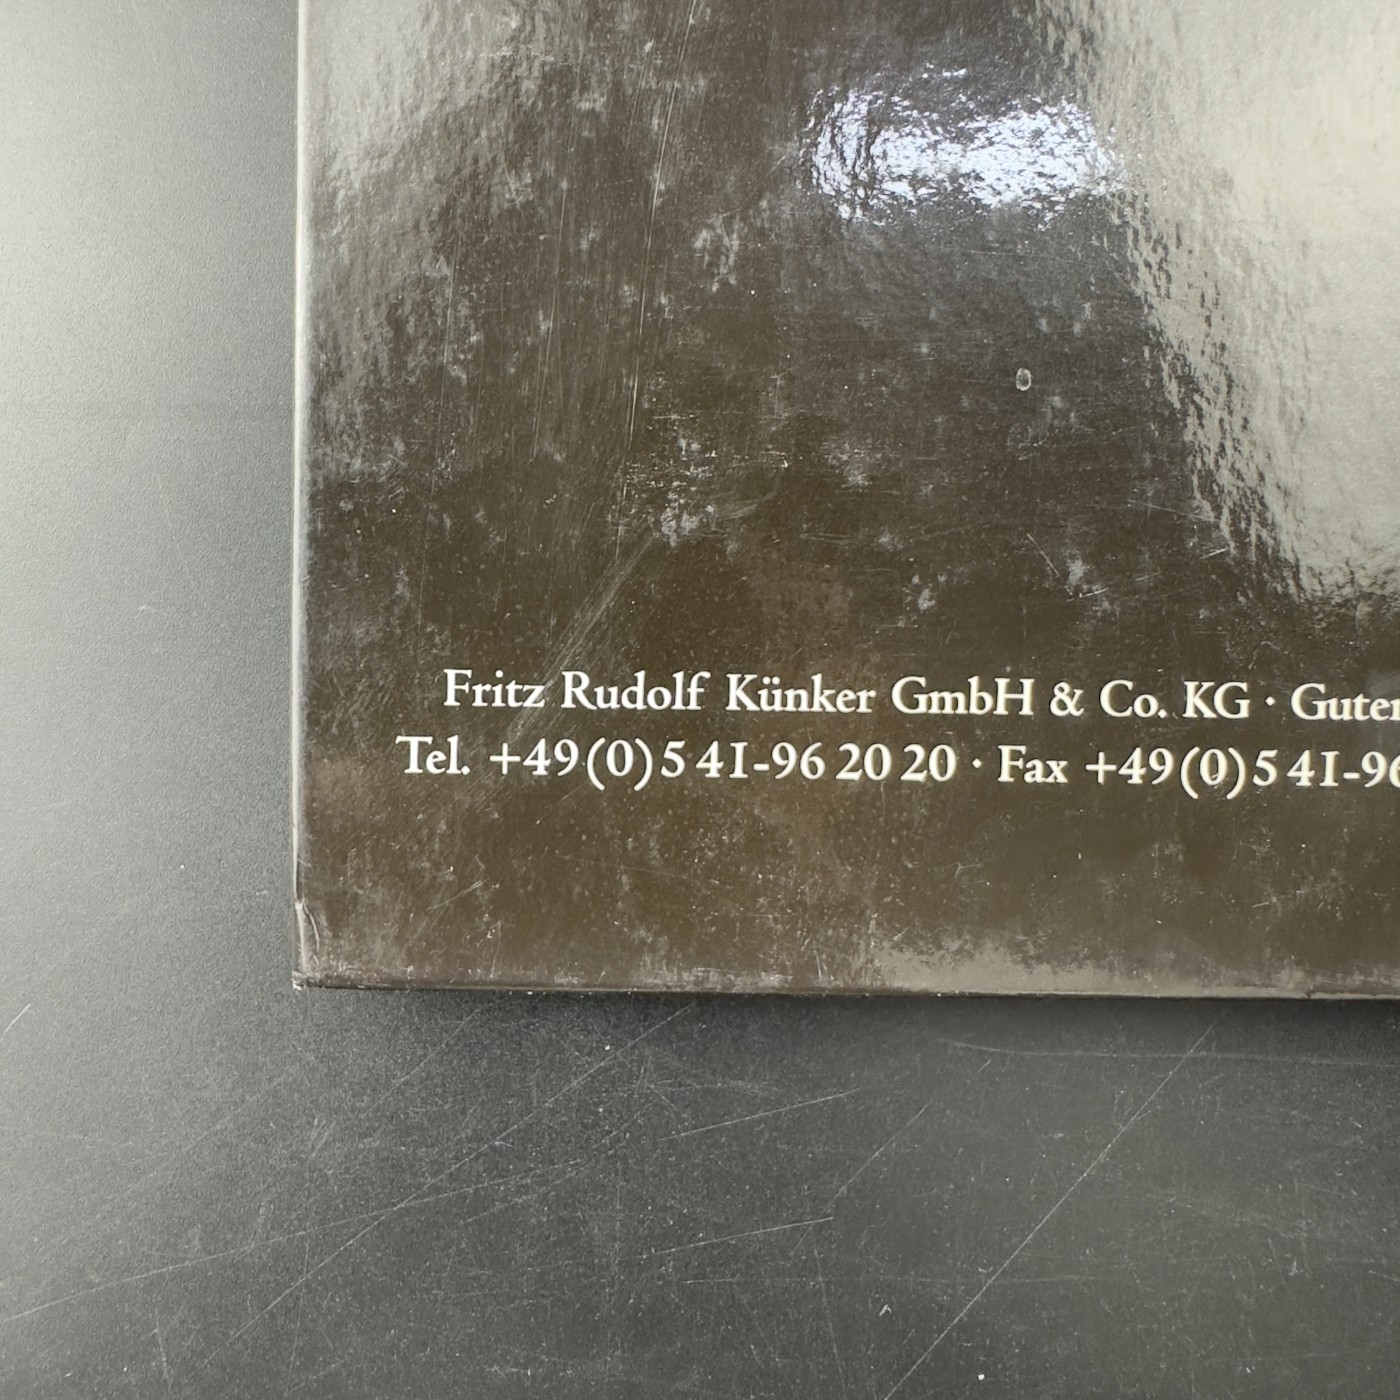 Fritz Rudolf Künker GmbH & Co. KG · Guter
Tel. +49(0)5 41-96 20 20 · Fax +49(0)5 41-96